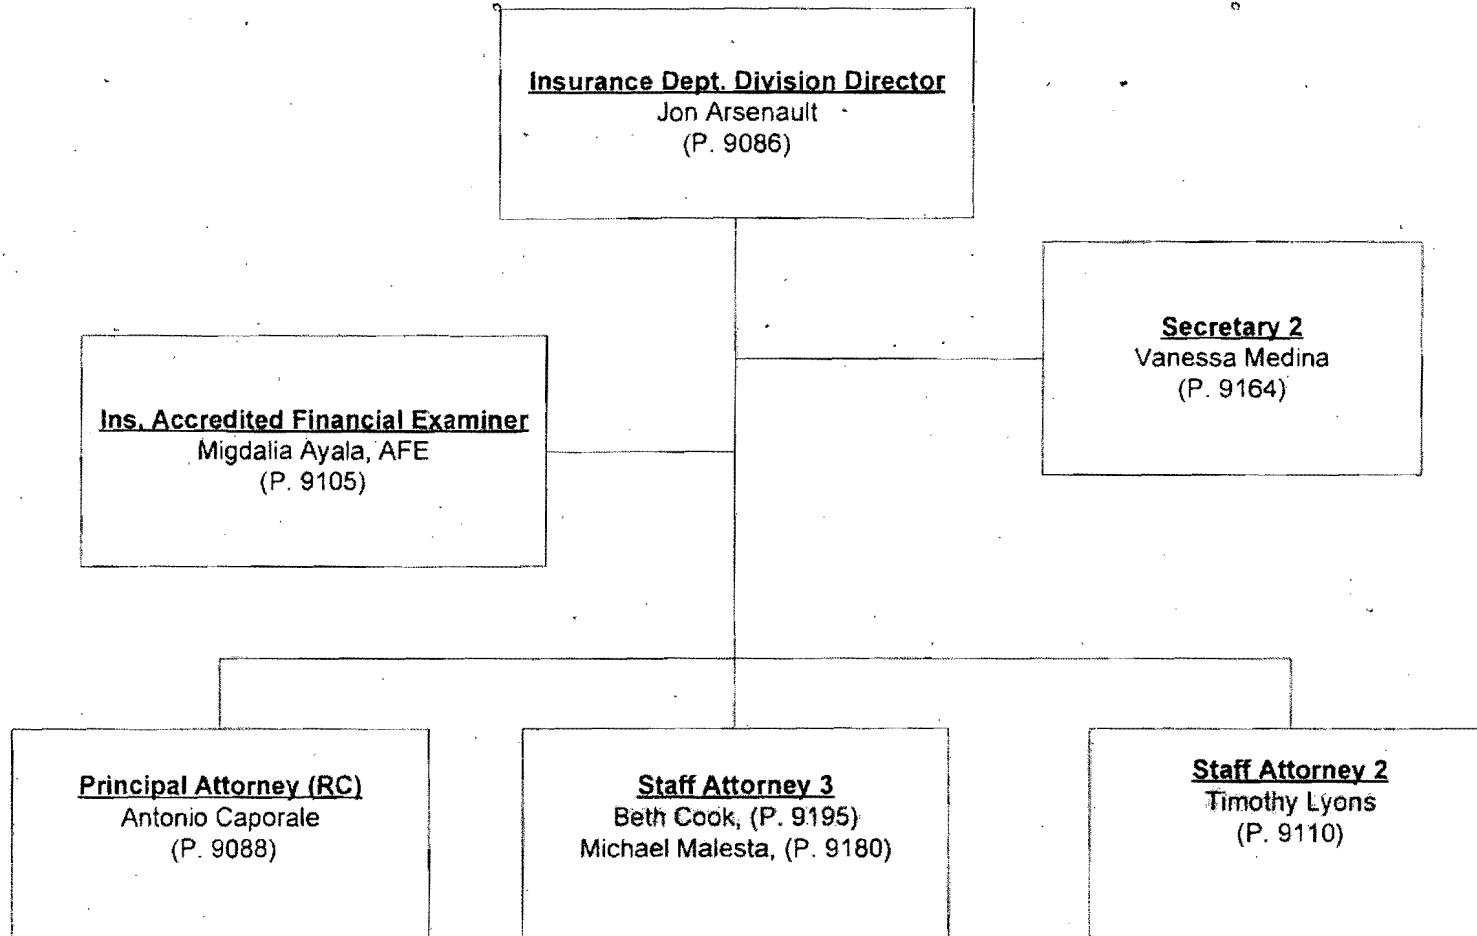 Insurance Dept. Division Director
Jon Arsenault
(P. 9086)
Secretary 2
Vanessa Medina
(P. 9164)
Ins. Accredited Financial Examiner
Migdalia Ayala, AFE
(P. 9105)
Principal Attorney (RC)
Antonio Caporale
(P. 9088)
Staff Attorney 3
Beth Cook, (P. 9195)
Michael Malesta, (P. 9180)
Staff Attorney 2
Timothy Lyons
(P. 9110)